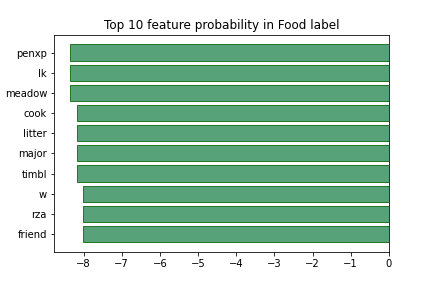 Top 10 feature probability in Food label
penxp
lk
meadow
cook
litter
major
timbl
w
rza
friend
−8 −7 −6 −5 −4 −3 −2 −1 0